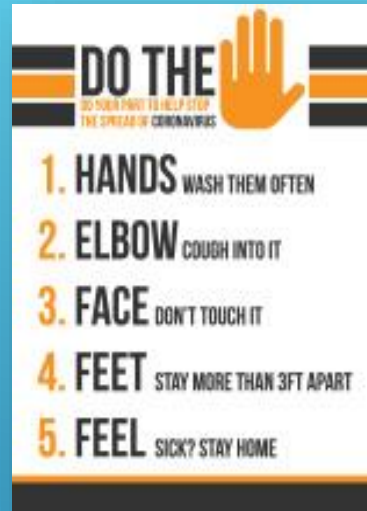 DO THE
DO YOUR PART TO HELP STOP
THE SPREAD OF CORONAVIRUS
1. HANDS WASH THEM OFTEN
2. ELBOW COUGH INTO IT
3. FACE DON'T TOUCH IT
4. FEET STAY MORE THAN 3FT APART
5. FEEL SICK? STAY HOME